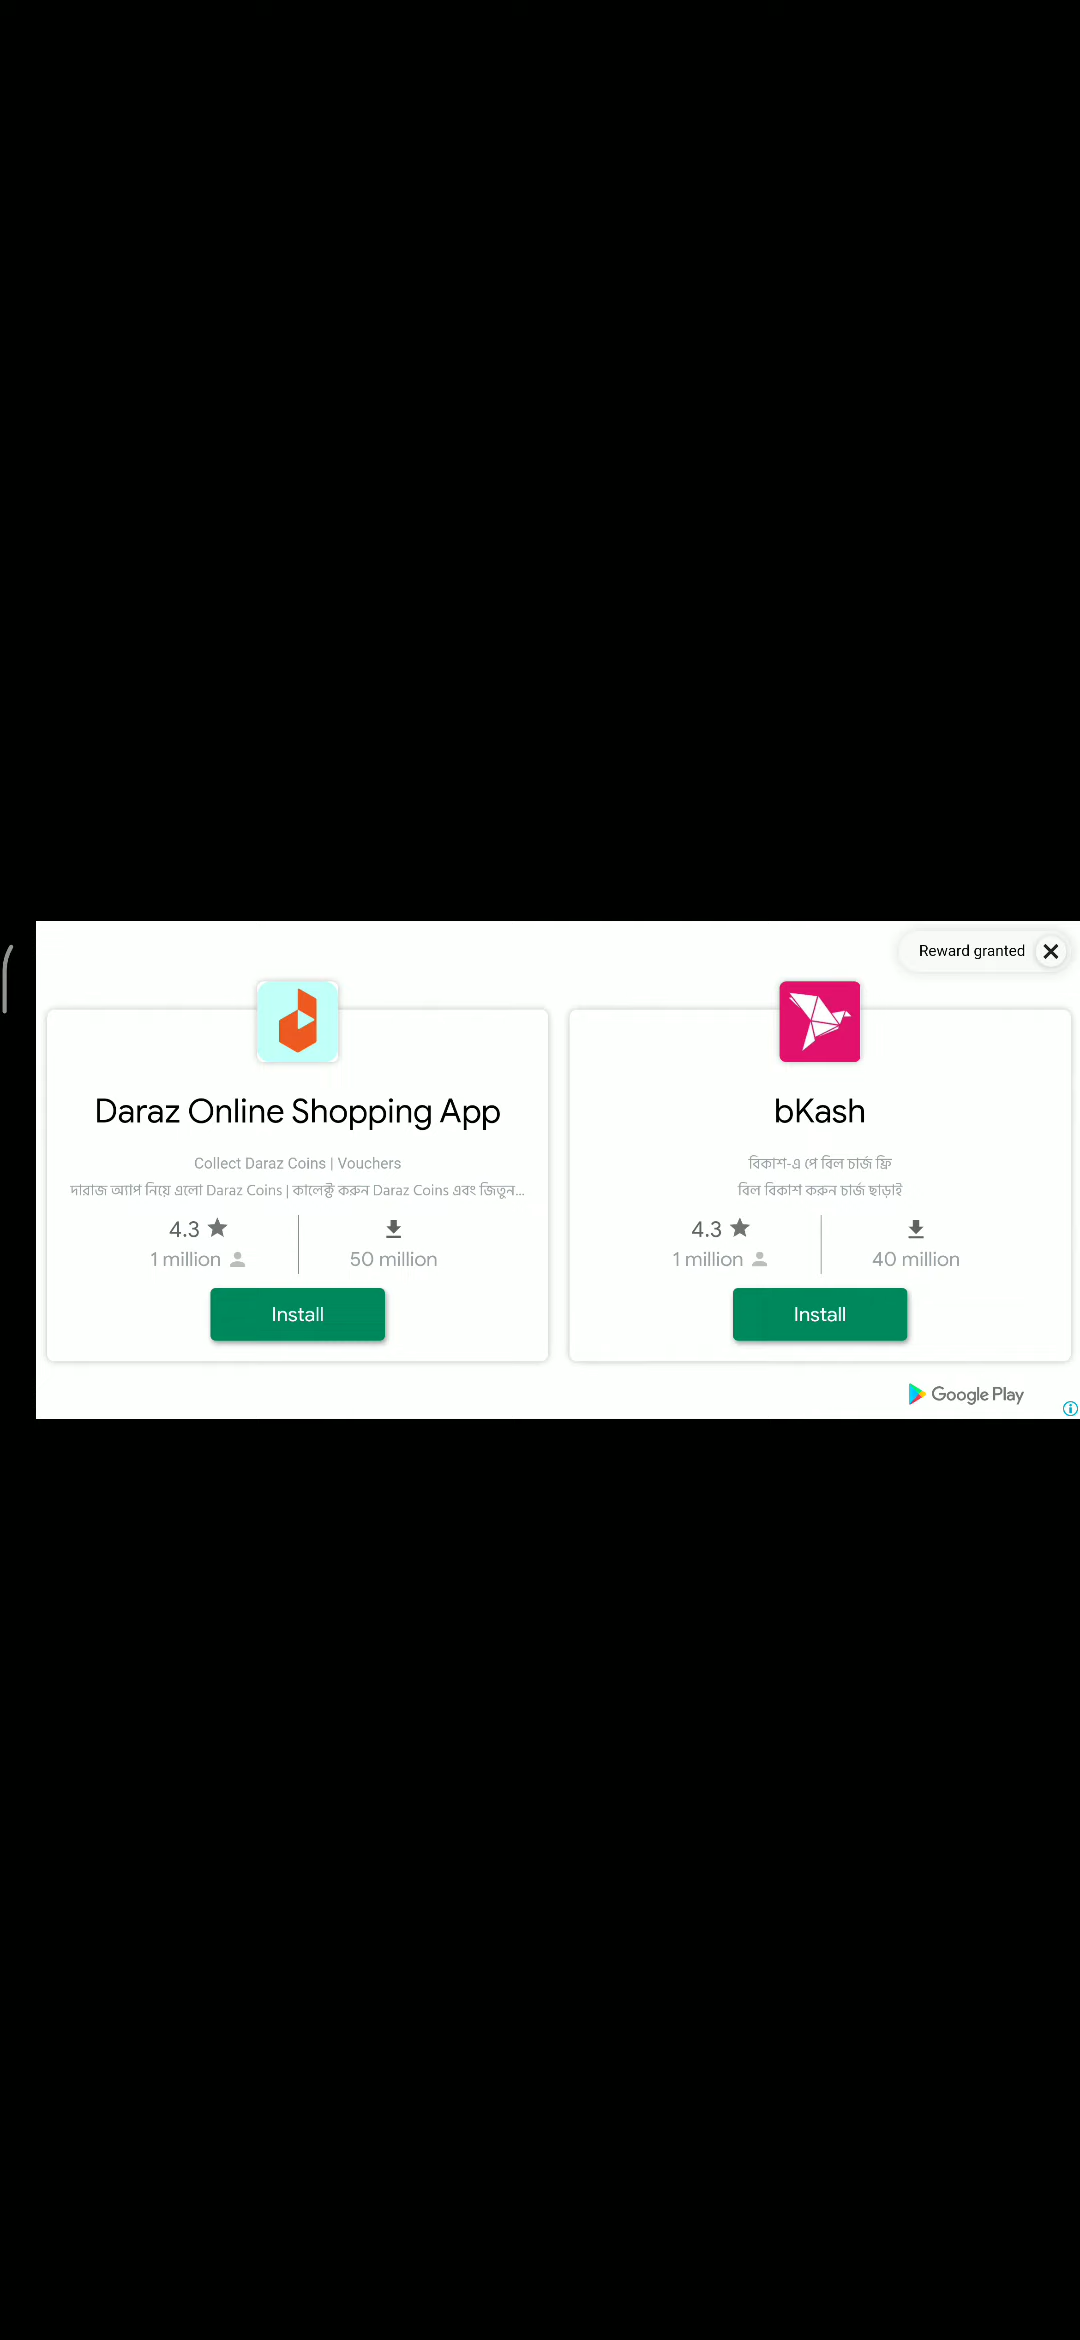 Reward granted
Daraz Online Shopping App
Collect Daraz Coins | Vouchers
দারাজ অ্যাপ নিয়ে এলো Daraz Coins | কালেক্ট করুন Daraz Coins এবং জিতুন...
4.3
1 million
50 million
Install
bKash
বিকাশ-এ পে বিল চার্জ ফ্রি
বিল বিকাশ করুন চার্জ ছাড়াই
4.3
1 million
40 million
Install
Google Play